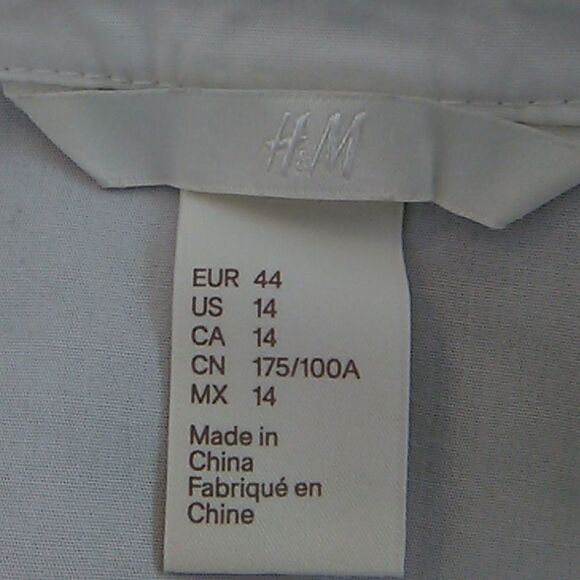 H&M
EUR 44
US 14
CA 14
CN 175/100A
MX 14
Made in
China
Fabriqué en
Chine